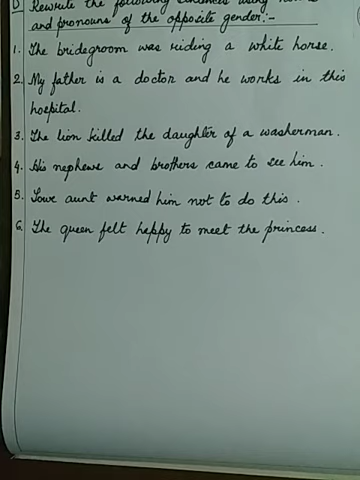 D Rewrite the following sentences using nouns
and pronouns of the opposite gender:-
1. The bridegroom was riding a white horse.
2. My father is a doctor and he works in this
hospital.
3. The lion killed the daughter of a washerman.
4. His nephews and brothers came to see him.
5. Your aunt warned him not to do this.
6. The queen felt happy to meet the princess.